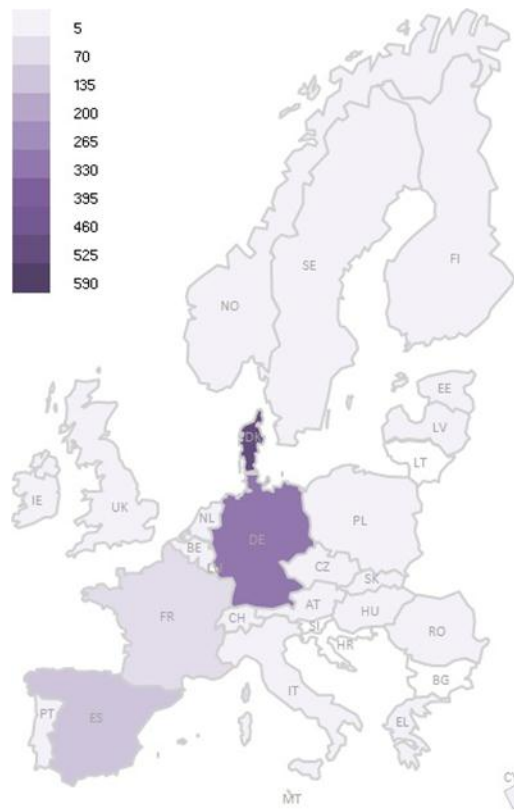 5
70
135
200
265
330
395
460
525
590
FI
SE
NO
EE
LV
LT
IE
UK
NL
PL
DE
BE
CZ
SK
FR
AT
HU
CH
SI
HR
RO
PT
ES
IT
BG
EL
MT